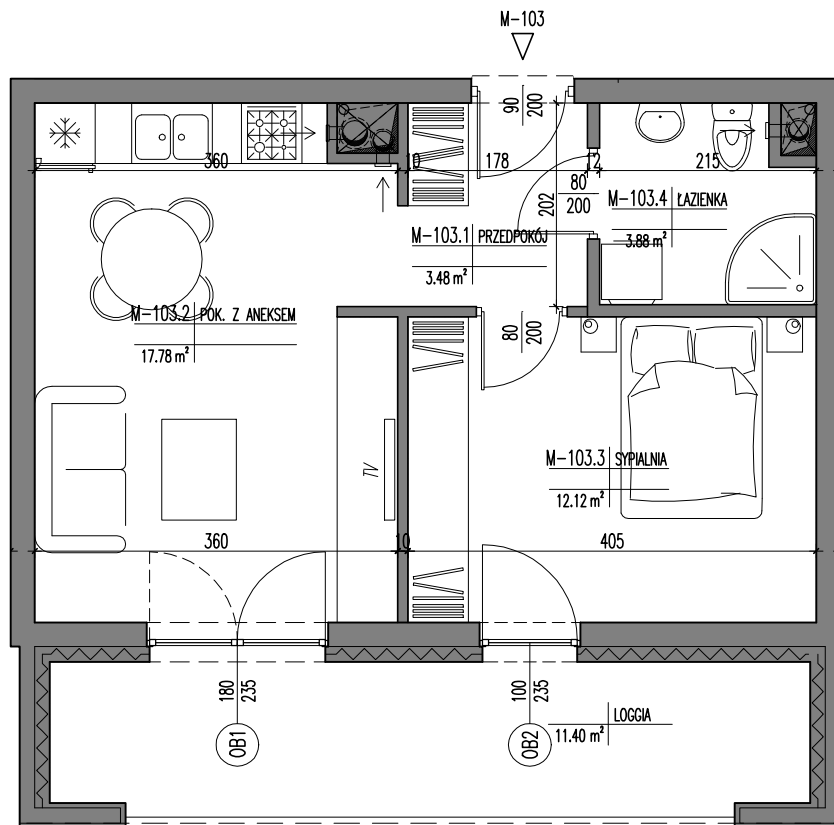 M-103
90
200
360
10
178
14
215
80
200
202
M-103.4 ŁAZIENKA
3.88 m²
M-103.1 PRZEDPOKÓJ
3.48 m²
M-103.2 POK. Z ANEKSEM
17.78 m²
80
200
TV
M-103.3 SYPIALNIA
12.12 m²
360
10
405
180
235
100
235
LOGGIA
11.40 m²
OB1
OB2